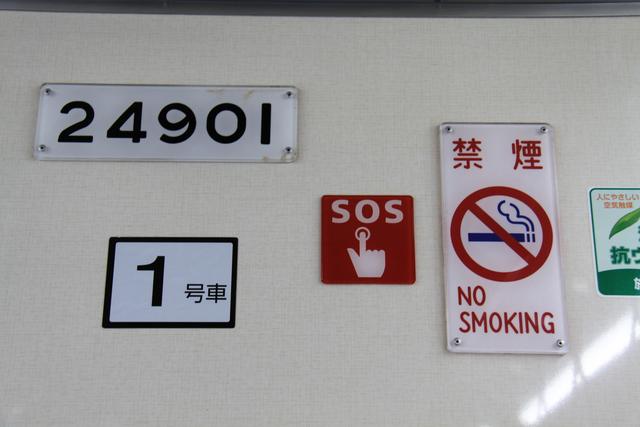 24901
1 号車
SOS
禁煙
NO
SMOKING
人にやさしい
空気触媒
抗ウ